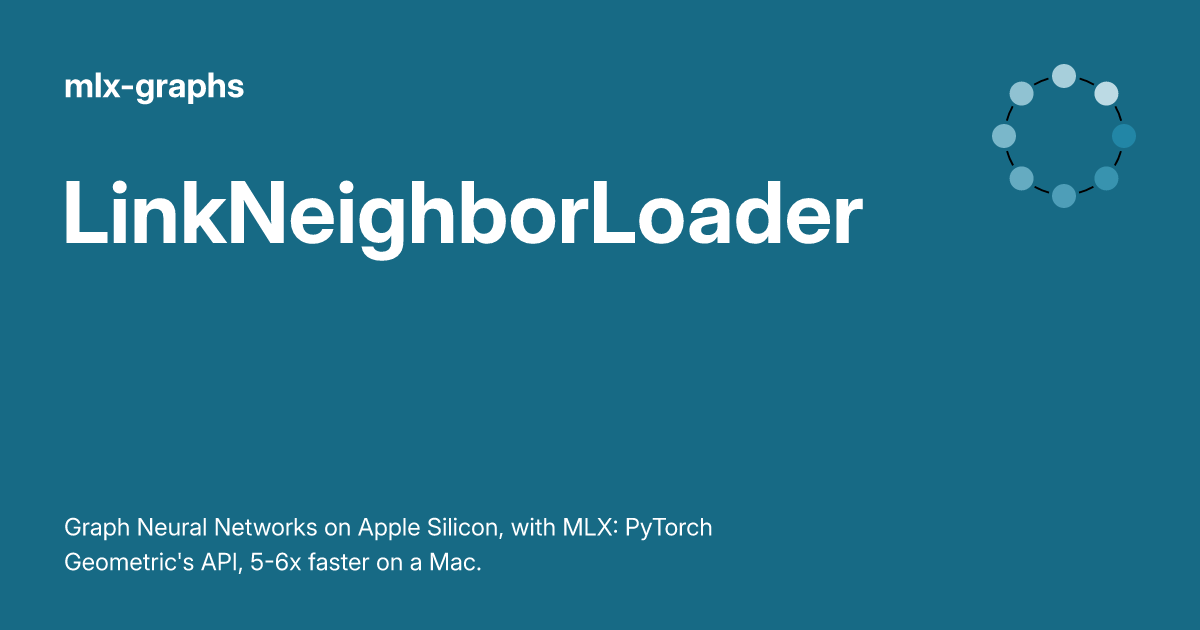 mlx-graphs
LinkNeighborLoader
Graph Neural Networks on Apple Silicon, with MLX: PyTorch
Geometric's API, 5-6x faster on a Mac.